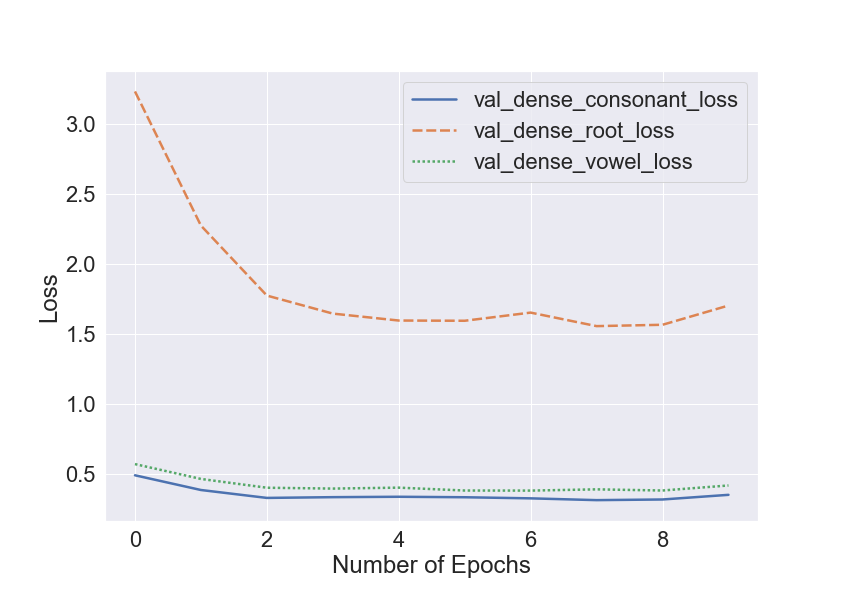 val_dense_consonant_loss
val_dense_root_loss
val_dense_vowel_loss
3.0
2.5
2.0
1.5
1.0
0.5
Loss
0 2 4 6 8
Number of Epochs